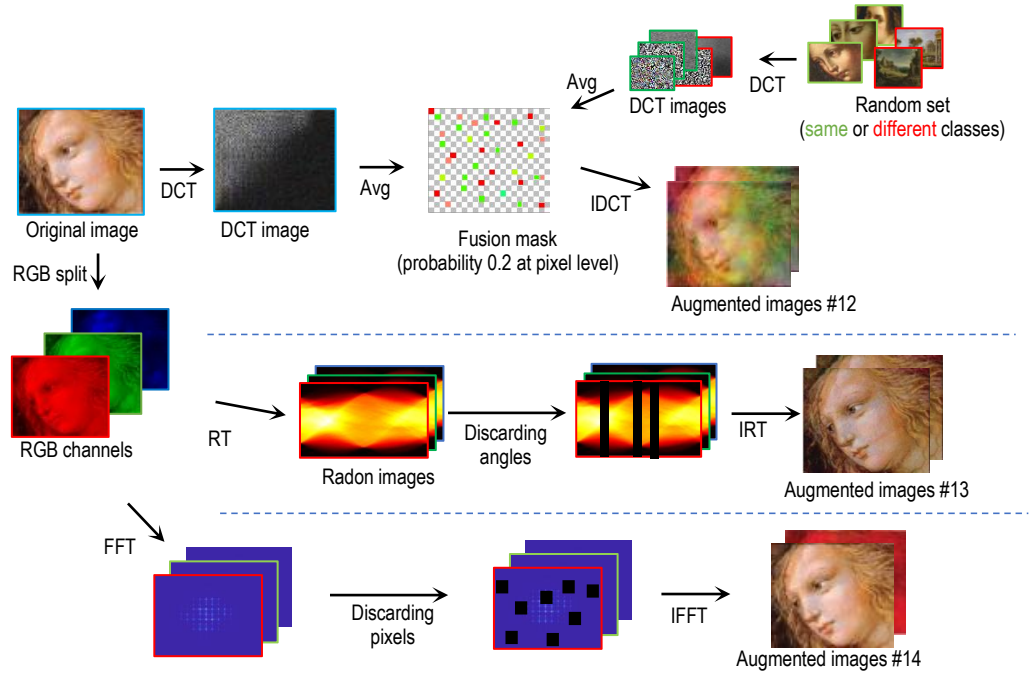 DCT images
DCT
Random set
(same or different classes)
Avg
Original image
DCT
DCT image
Avg
Fusion mask
(probability 0.2 at pixel level)
IDCT
Augmented images #12
RGB split
RGB channels
RT
Radon images
Discarding
angles
IRT
Augmented images #13
FFT
Discarding
pixels
IFFT
Augmented images #14